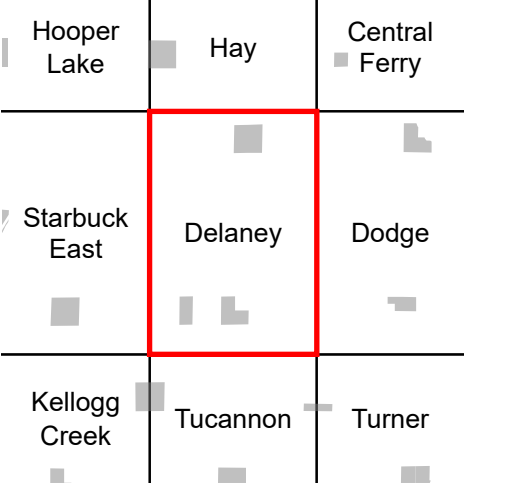 Hooper
Lake
Hay
Central
Ferry
Starbuck
East
Delaney
Dodge
Kellogg
Creek
Tucannon
Turner